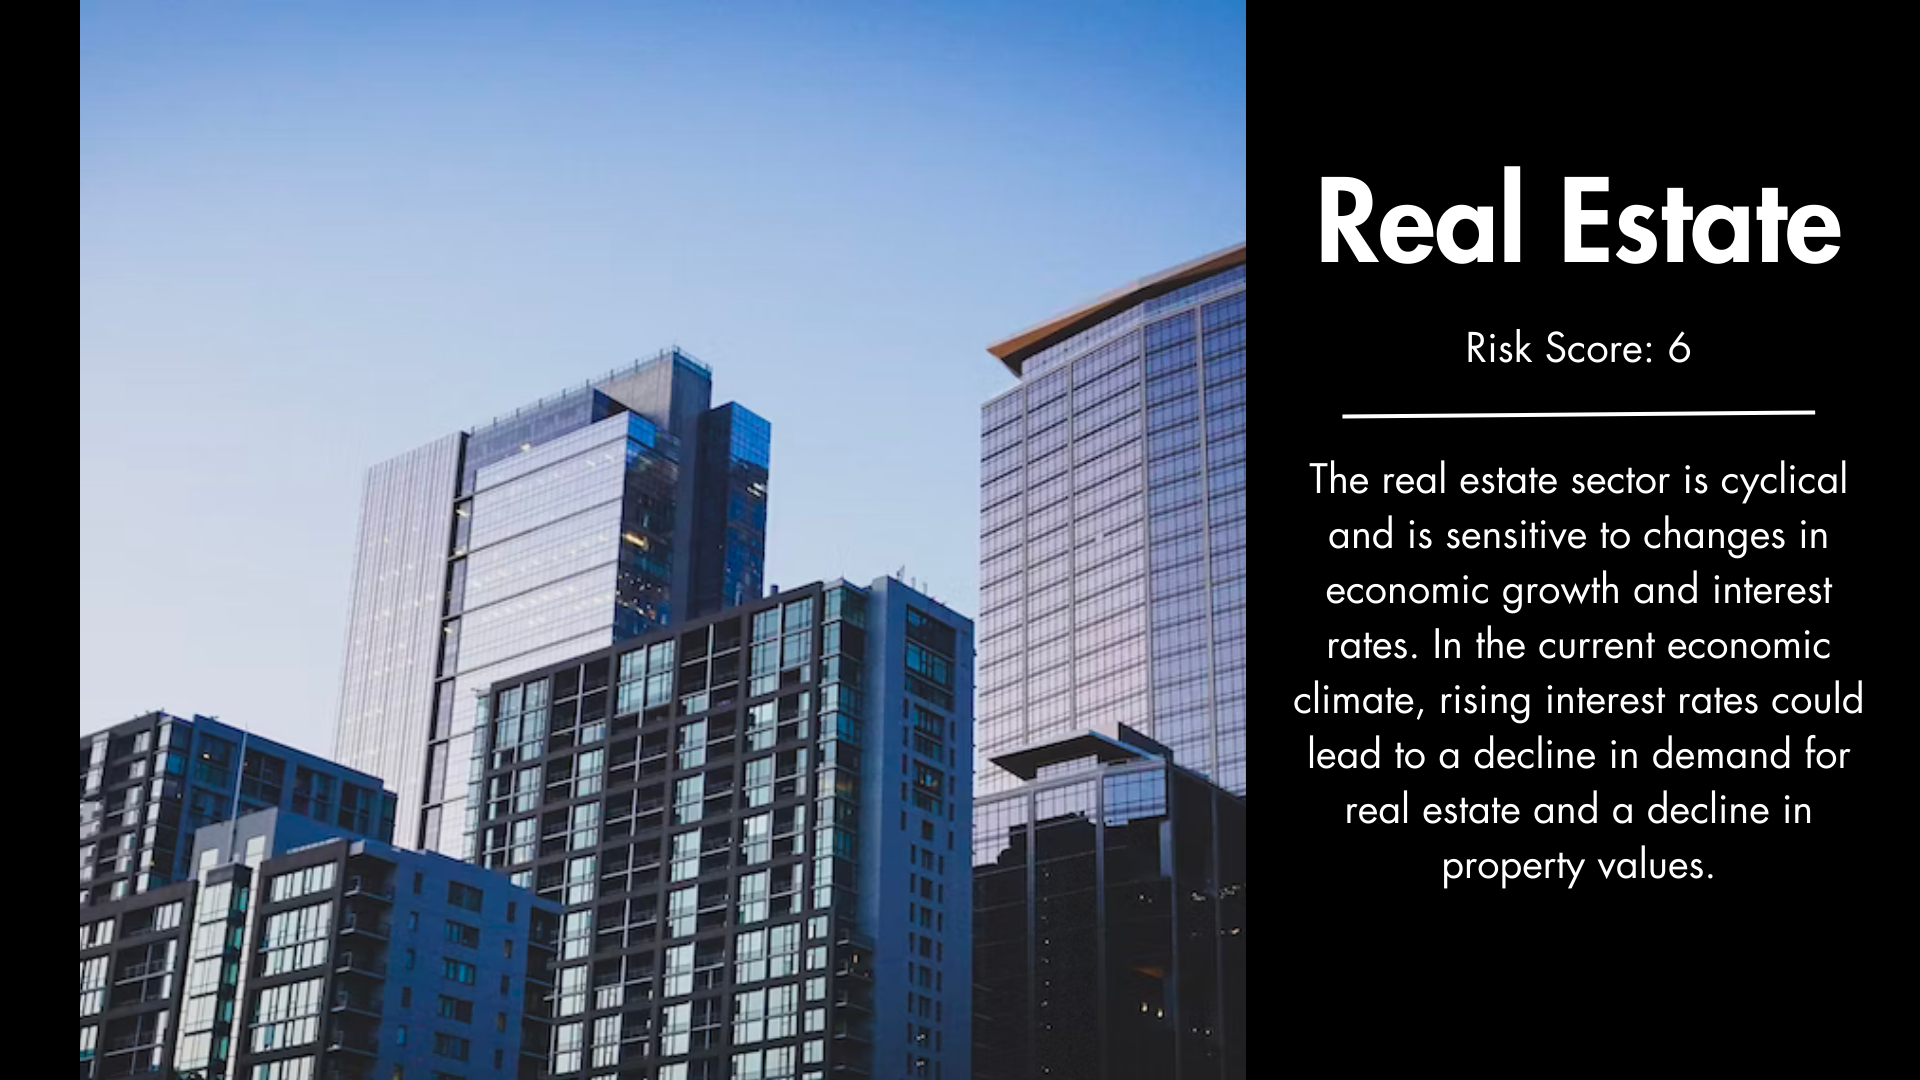 Real Estate
Risk Score: 6
The real estate sector is cyclical
and is sensitive to changes in
economic growth and interest
rates. In the current economic
climate, rising interest rates could
lead to a decline in demand for
real estate and a decline in
property values.